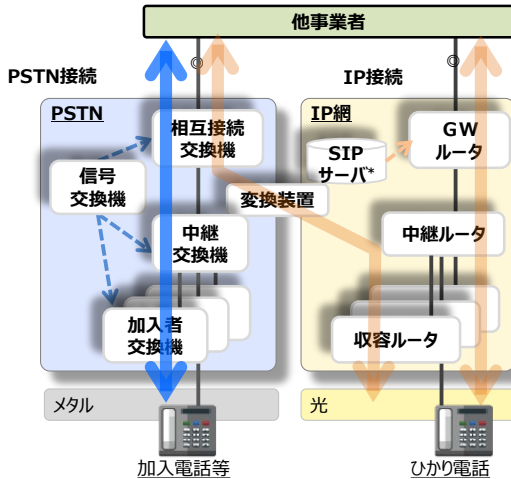 他事業者
PSTN接続
IP接続
PSTN
相互接続
交換機
信号
交換機
中継
交換機
加入者
交換機
変換装置
IP網
GW
ルータ
SIP
サーバ*
中継ルータ
収容ルータ
メタル
光
加入電話等
ひかり電話